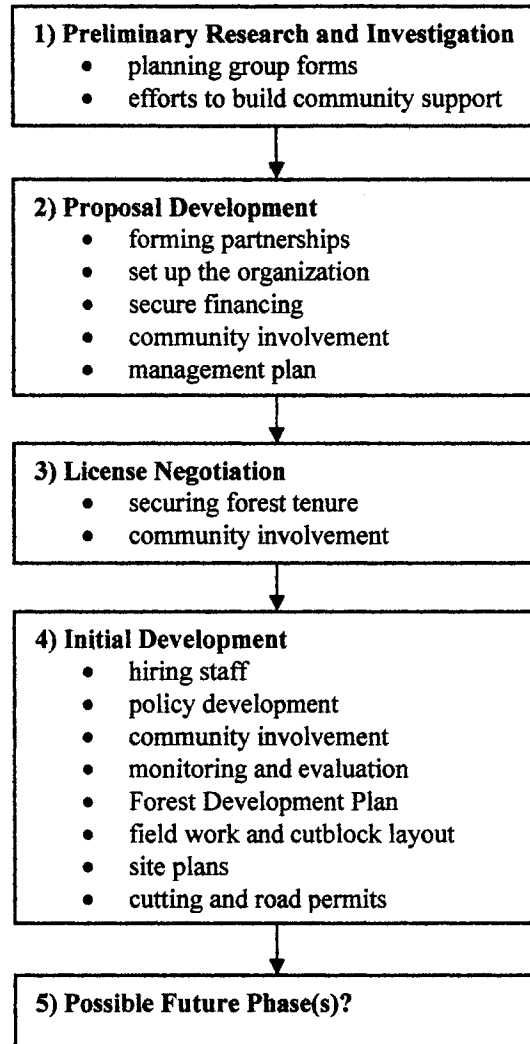 1) Preliminary Research and Investigation
• planning group forms
• efforts to build community support
2) Proposal Development
• forming partnerships
• set up the organization
• secure financing
• community involvement
• management plan
3) License Negotiation
• securing forest tenure
• community involvement
4) Initial Development
• hiring staff
• policy development
• community involvement
• monitoring and evaluation
• Forest Development Plan
• field work and cutblock layout
• site plans
• cutting and road permits
5) Possible Future Phase(s)?